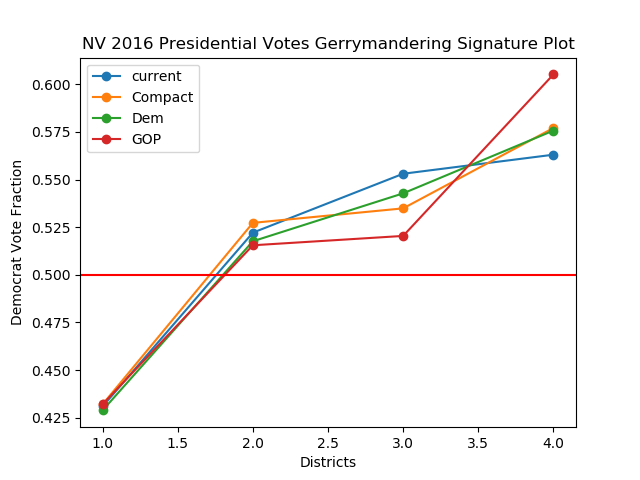 NV 2016 Presidential Votes Gerrymandering Signature Plot
current
Compact
Dem
GOP
Democrat Vote Fraction
0.600
0.575
0.550
0.525
0.500
0.475
0.450
0.425
1.0 1.5 2.0 2.5 3.0 3.5 4.0
Districts